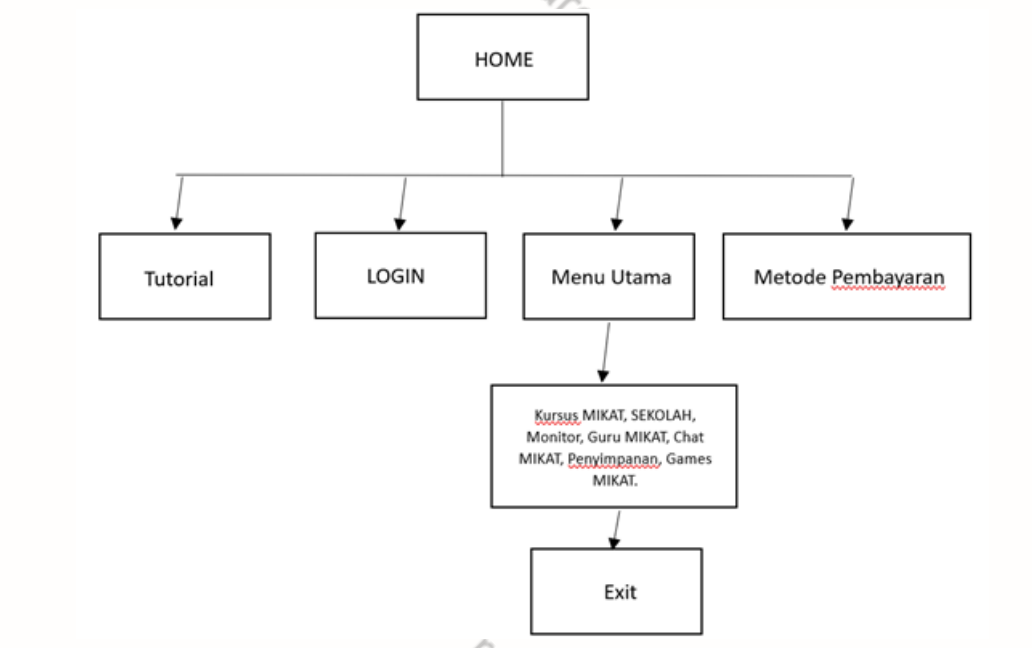 HOME
Tutorial
LOGIN
Menu Utama
Metode Pembayaran
Kursus MIKAT, SEKOLAH,
Monitor, Guru MIKAT, Chat
MIKAT, Penyimpanan, Games
MIKAT.
Exit